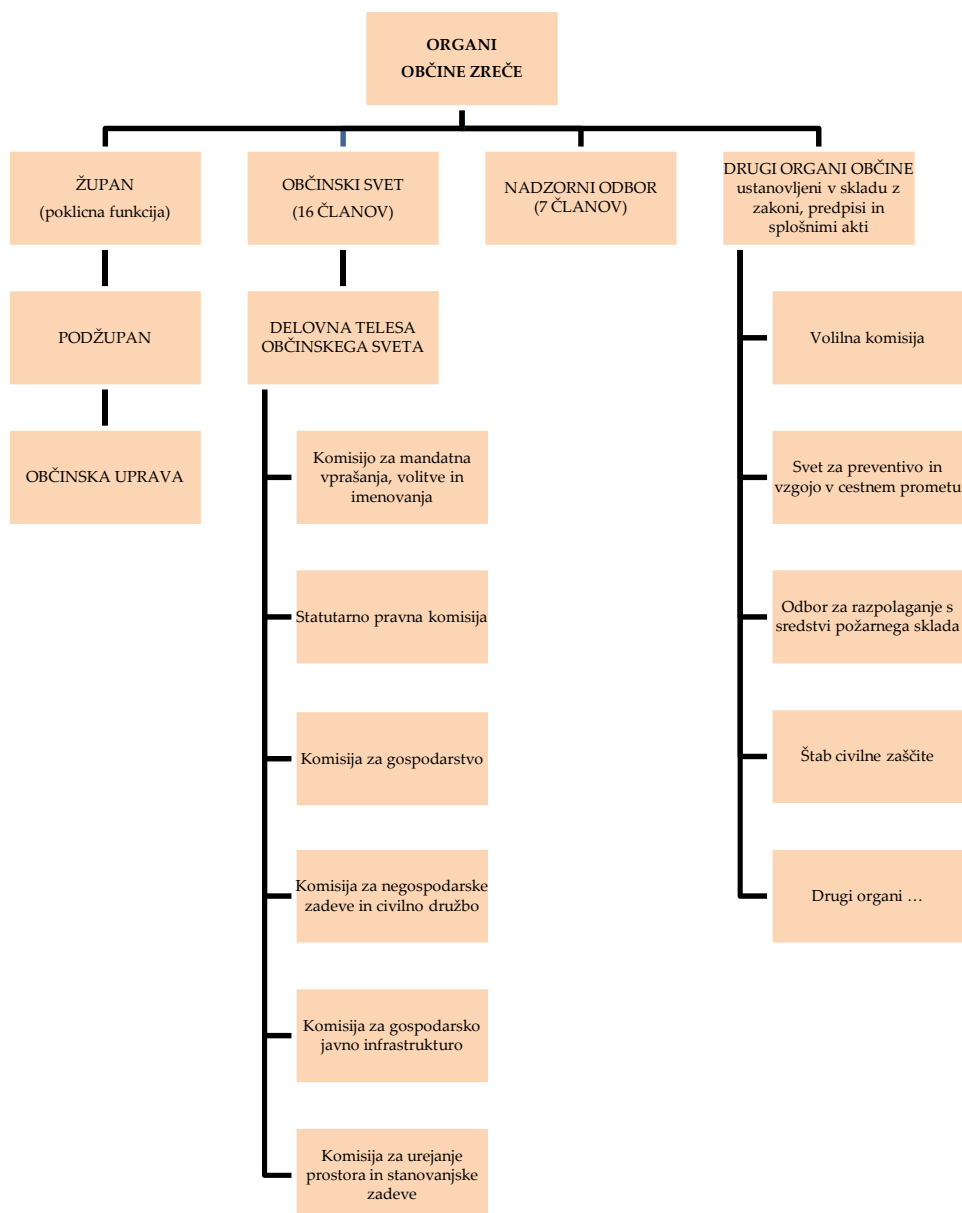 ORGANI
OBČINE ZREČE
ŽUPAN
(poklicna funkcija)
PODŽUPAN
OBČINSKA UPRAVA
OBČINSKI SVET
(16 ČLANOV)
DELOVNA TELESA
OBČINSKEGA SVETA
Komisijo za mandatna
vprašanja, volitve in
imenovanja
Statutarno pravna komisija
Komisija za gospodarstvo
Komisija za negospodarske
zadeve in civilno družbo
Komisija za gospodarsko
javno infrastrukturo
Komisija za urejanje
prostora in stanovanjske
zadeve
NADZORNI ODBOR
(7 ČLANOV)
DRUGI ORGANI OBČINE
ustanovljeni v skladu z
zakoni, predpisi in
splošnimi akti
Volilna komisija
Svet za preventivo in
vzgojo v cestnem prometu
Odbor za razpolaganje s
sredstvi požarnega sklada
Štab civilne zaščite
Drugi organi …